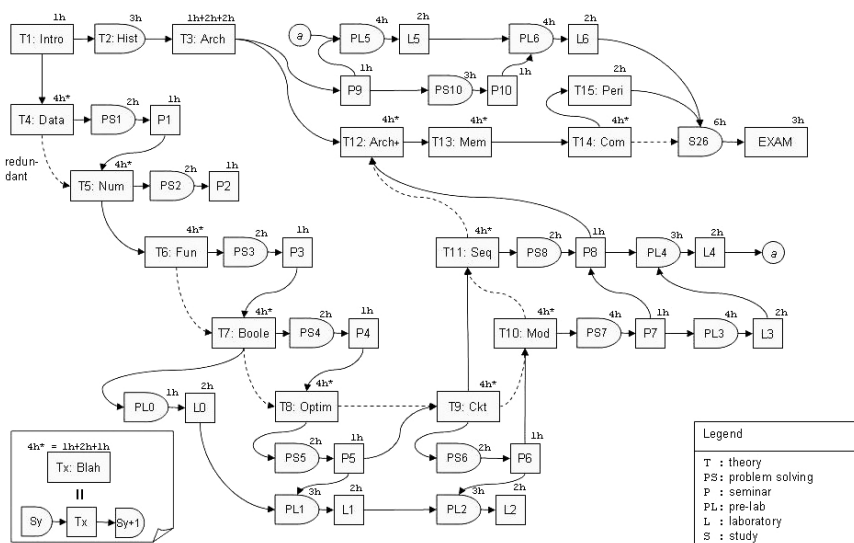 1h
T1: Intro
3h
T2: Hist
1h+2h+2h
T3: Arch
a
4h
PL5
2h
L5
4h
PL6
2h
L6
1h
P9
3h
PS10
1h
P10
2h
T15: Peri
4h*
T4: Data
2h
PS1
1h
P1
4h*
T12: Arch+
4h*
T13: Mem
4h*
T14: Com
6h
S26
3h
EXAM
redun-
dant
4h*
T5: Num
2h
PS2
1h
P2
4h*
T6: Fun
2h
PS3
1h
P3
4h*
T11: Seq
2h
PS8
1h
P8
3h
PL4
2h
L4
a
4h*
T7: Boole
2h
PS4
1h
P4
4h*
T10: Mod
4h
PS7
1h
P7
4h
PL3
2h
L3
1h
PL0
2h
L0
4h*
T8: Optim
4h*
T9: Ckt
2h
PS5
1h
P5
2h
PS6
1h
P6
3h
PL1
2h
L1
3h
PL2
2h
L2
4h* = 1h+2h+1h
Tx: Blah
=
Sy
Tx
Sy+1
Legend
T : theory
PS: problem solving
P : seminar
PL: pre-lab
L : laboratory
S : study